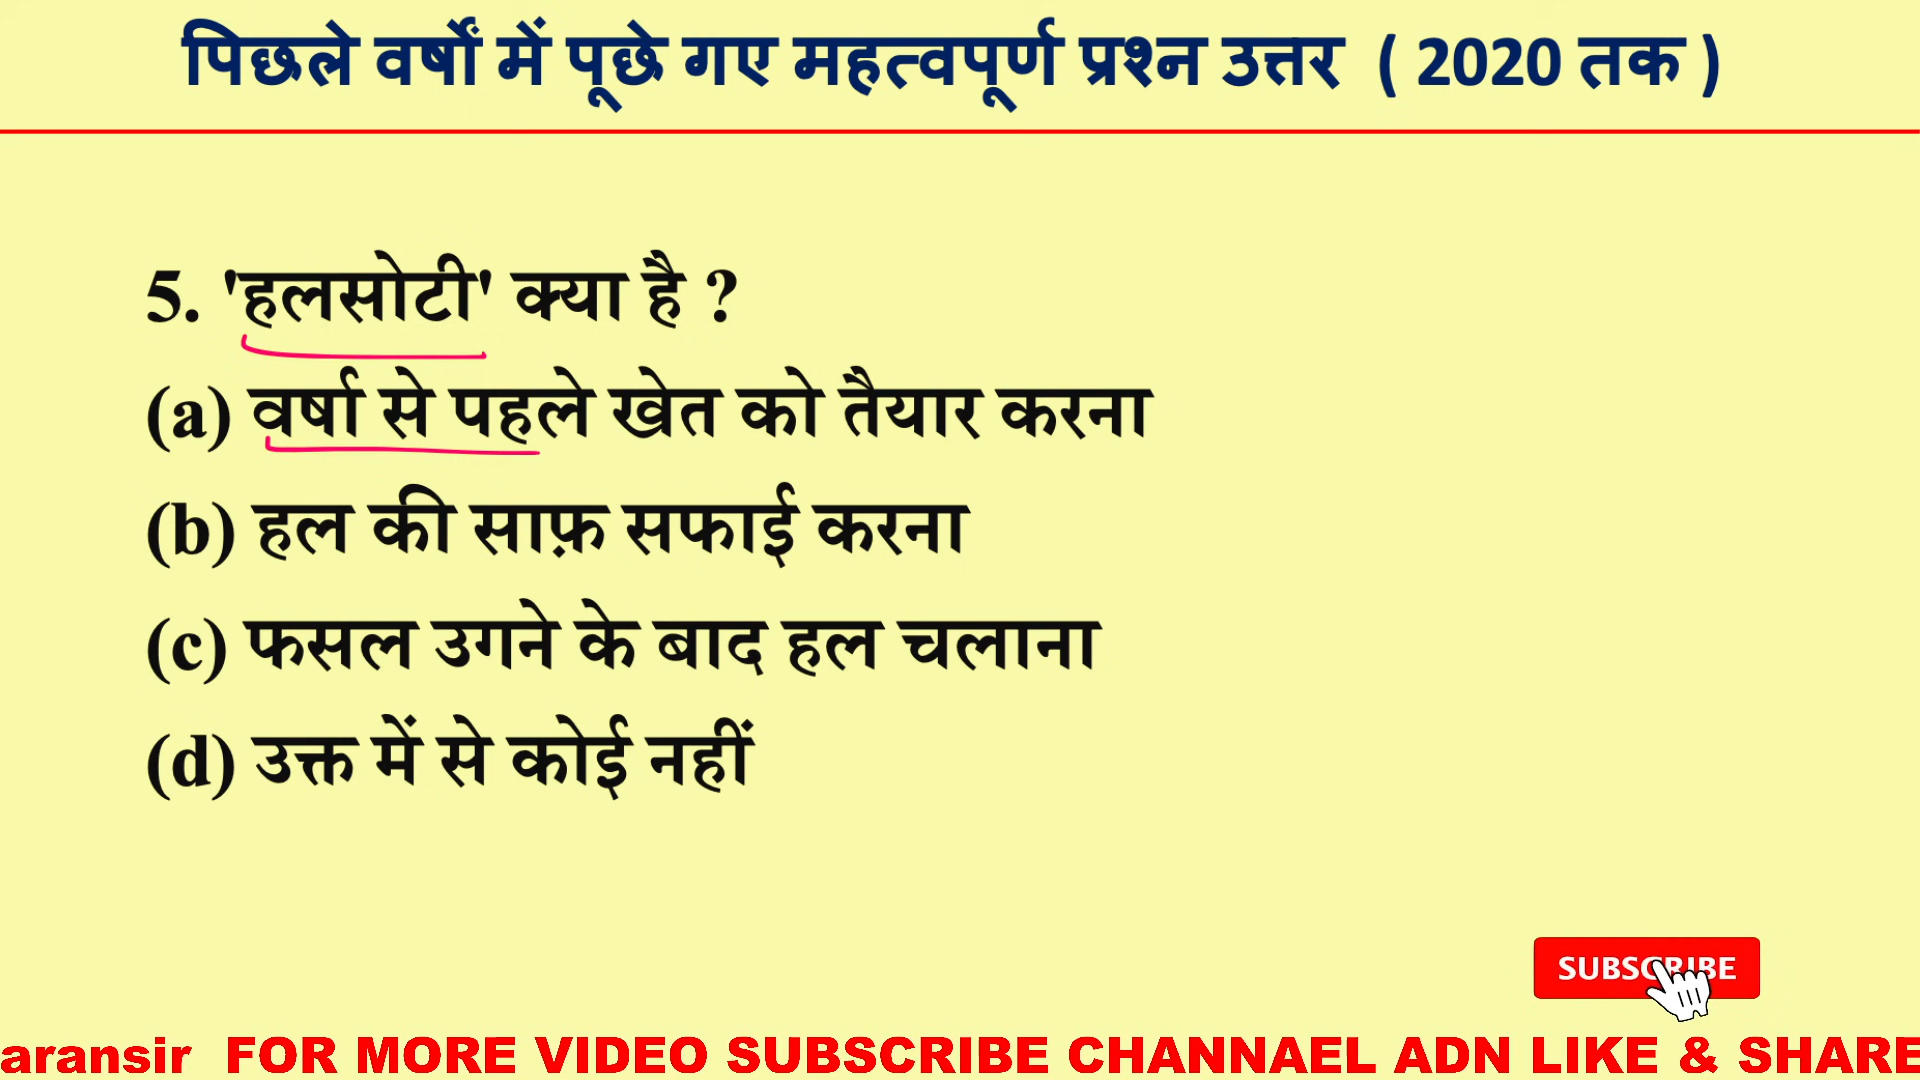 पिछले वर्षों में पूछे गए महत्वपूर्ण प्रश्न उत्तर ( 2020 तक )
5. 'हलसोटी' क्या है ?
(a) वर्षा से पहले खेत को तैयार करना
(b) हल की साफ़ सफाई करना
(c) फसल उगने के बाद हल चलाना
(d) उक्त में से कोई नहीं
SUBSCRIBE
aransir FOR MORE VIDEO SUBSCRIBE CHANNAEL ADN LIKE & SHARE